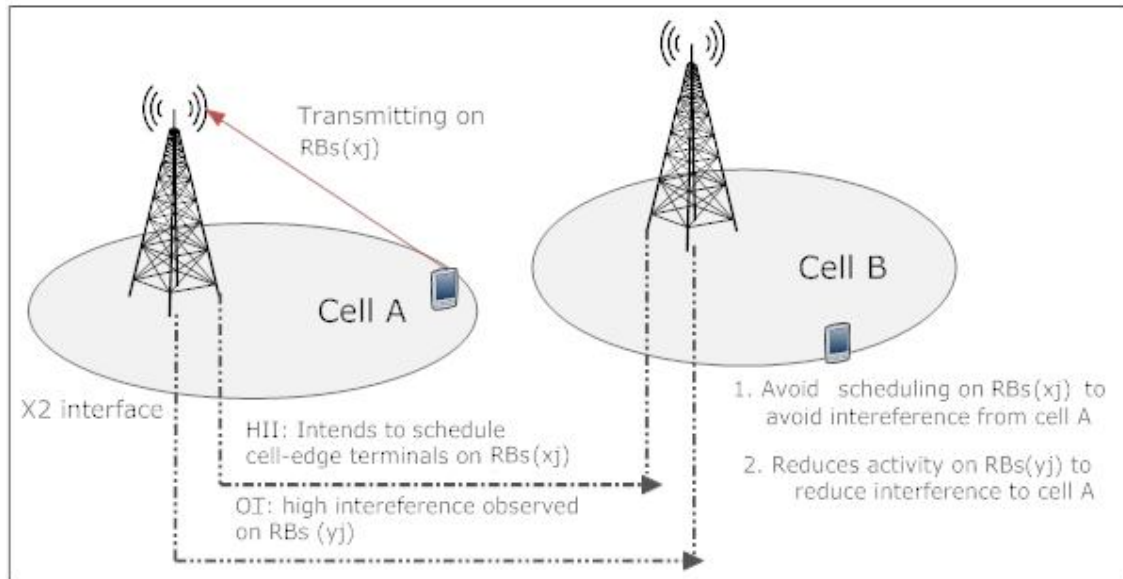 Transmitting on
RBs(xj)
Cell A
Cell B
X2 interface
HII: Intends to schedule
cell-edge terminals on RBs(xj)
OI: high intereference observed
on RBs (yj)
1. Avoid scheduling on RBs(xj) to
avoid intereference from cell A
2. Reduces activity on RBs(yj) to
reduce interference to cell A